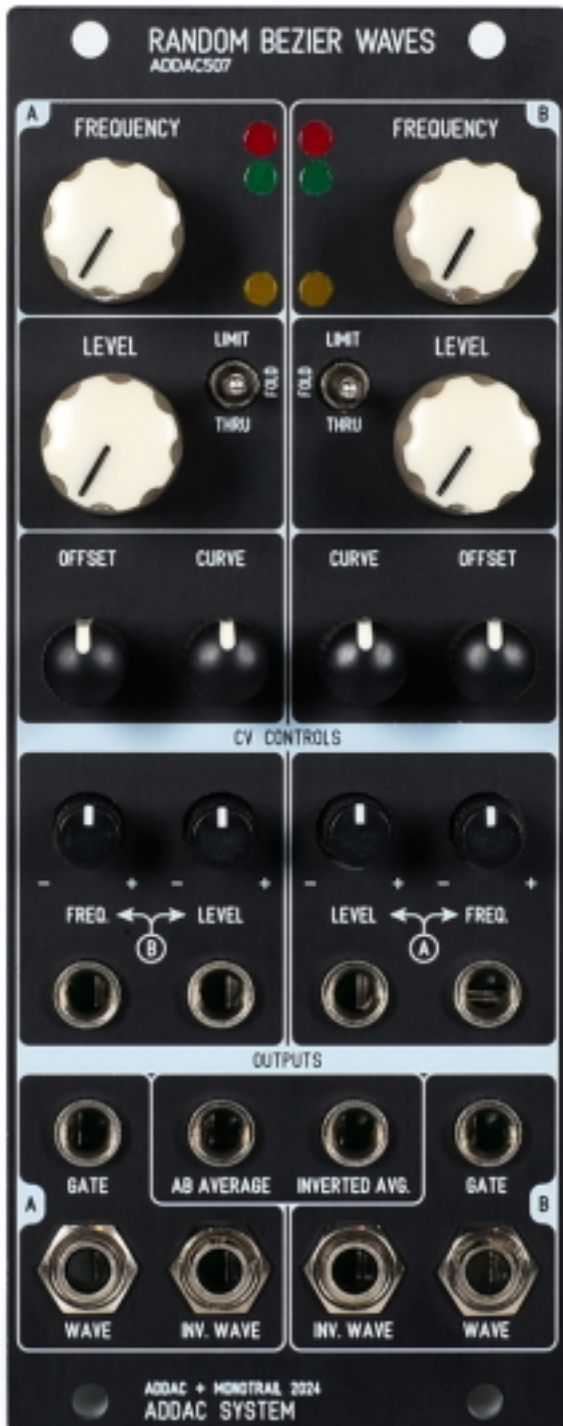 RANDOM BEZIER WAVES
ADDAC507
A
FREQUENCY
FREQUENCY
B
LEVEL
LIMIT
FOLD
THRU
LIMIT
FOLD
THRU
LEVEL
OFFSET
CURVE
CURVE
OFFSET
CV CONTROLS
- + - +
- + - +
FREQ.
LEVEL
B
LEVEL
FREQ.
A
OUTPUTS
GATE
AB AVERAGE
INVERTED AVG.
GATE
A
B
WAVE
INV. WAVE
INV. WAVE
WAVE
ADDAC + MONOTRAIL 2024
ADDAC SYSTEM